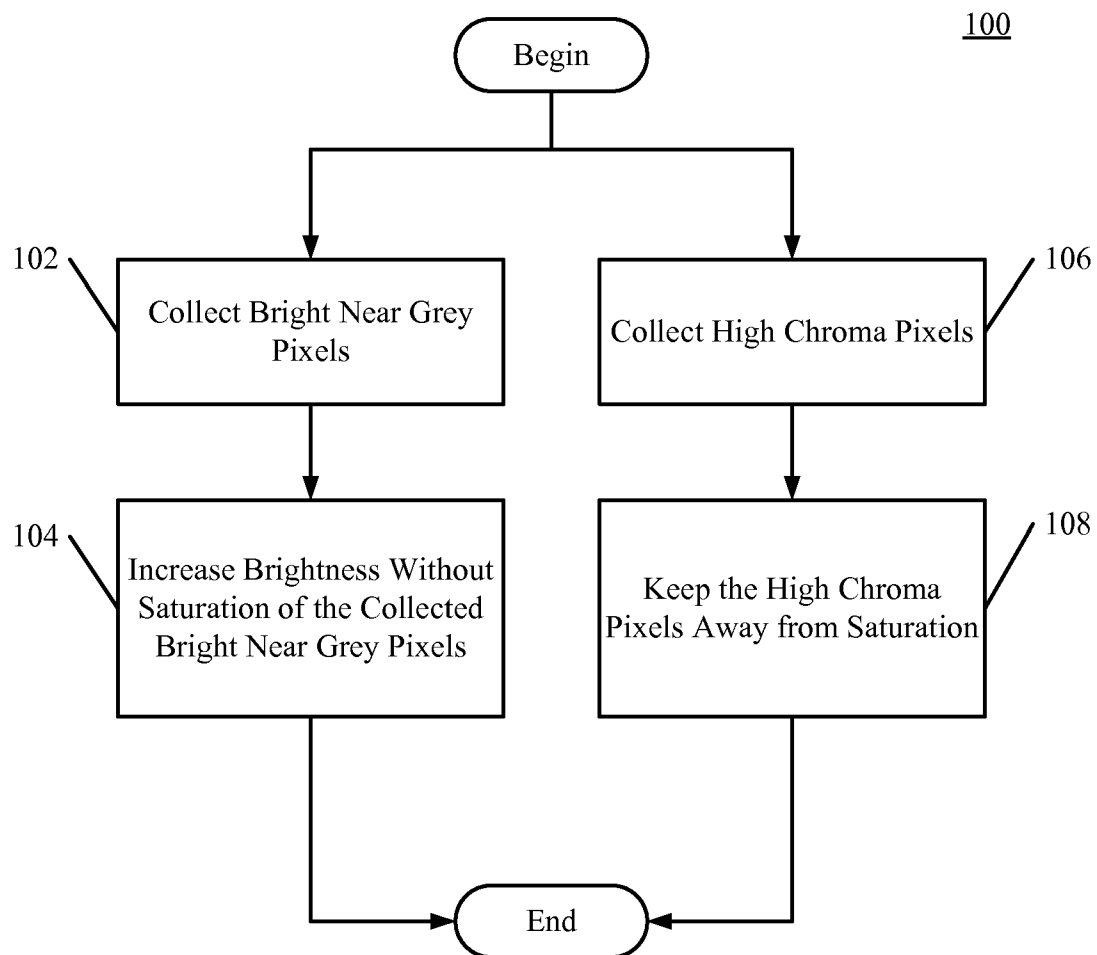 100
Begin
102
Collect Bright Near Grey
Pixels
106
Collect High Chroma Pixels
104
Increase Brightness Without
Saturation of the Collected
Bright Near Grey Pixels
108
Keep the High Chroma
Pixels Away from Saturation
End